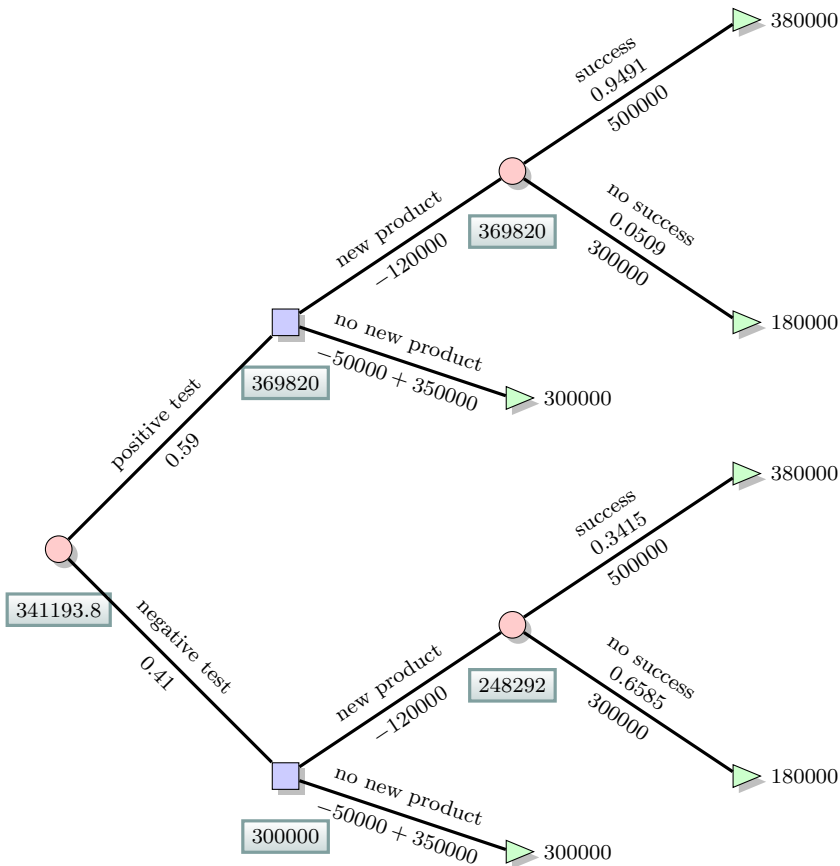 380000
success
0.9491
500000
new product
−120000
369820
no success
0.0509
300000
180000
no new product
−50000 + 350000
300000
369820
positive test
0.59
341193.8
negative test
0.41
380000
success
0.3415
500000
new product
−120000
248292
no success
0.6585
300000
180000
no new product
−50000 + 350000
300000
300000